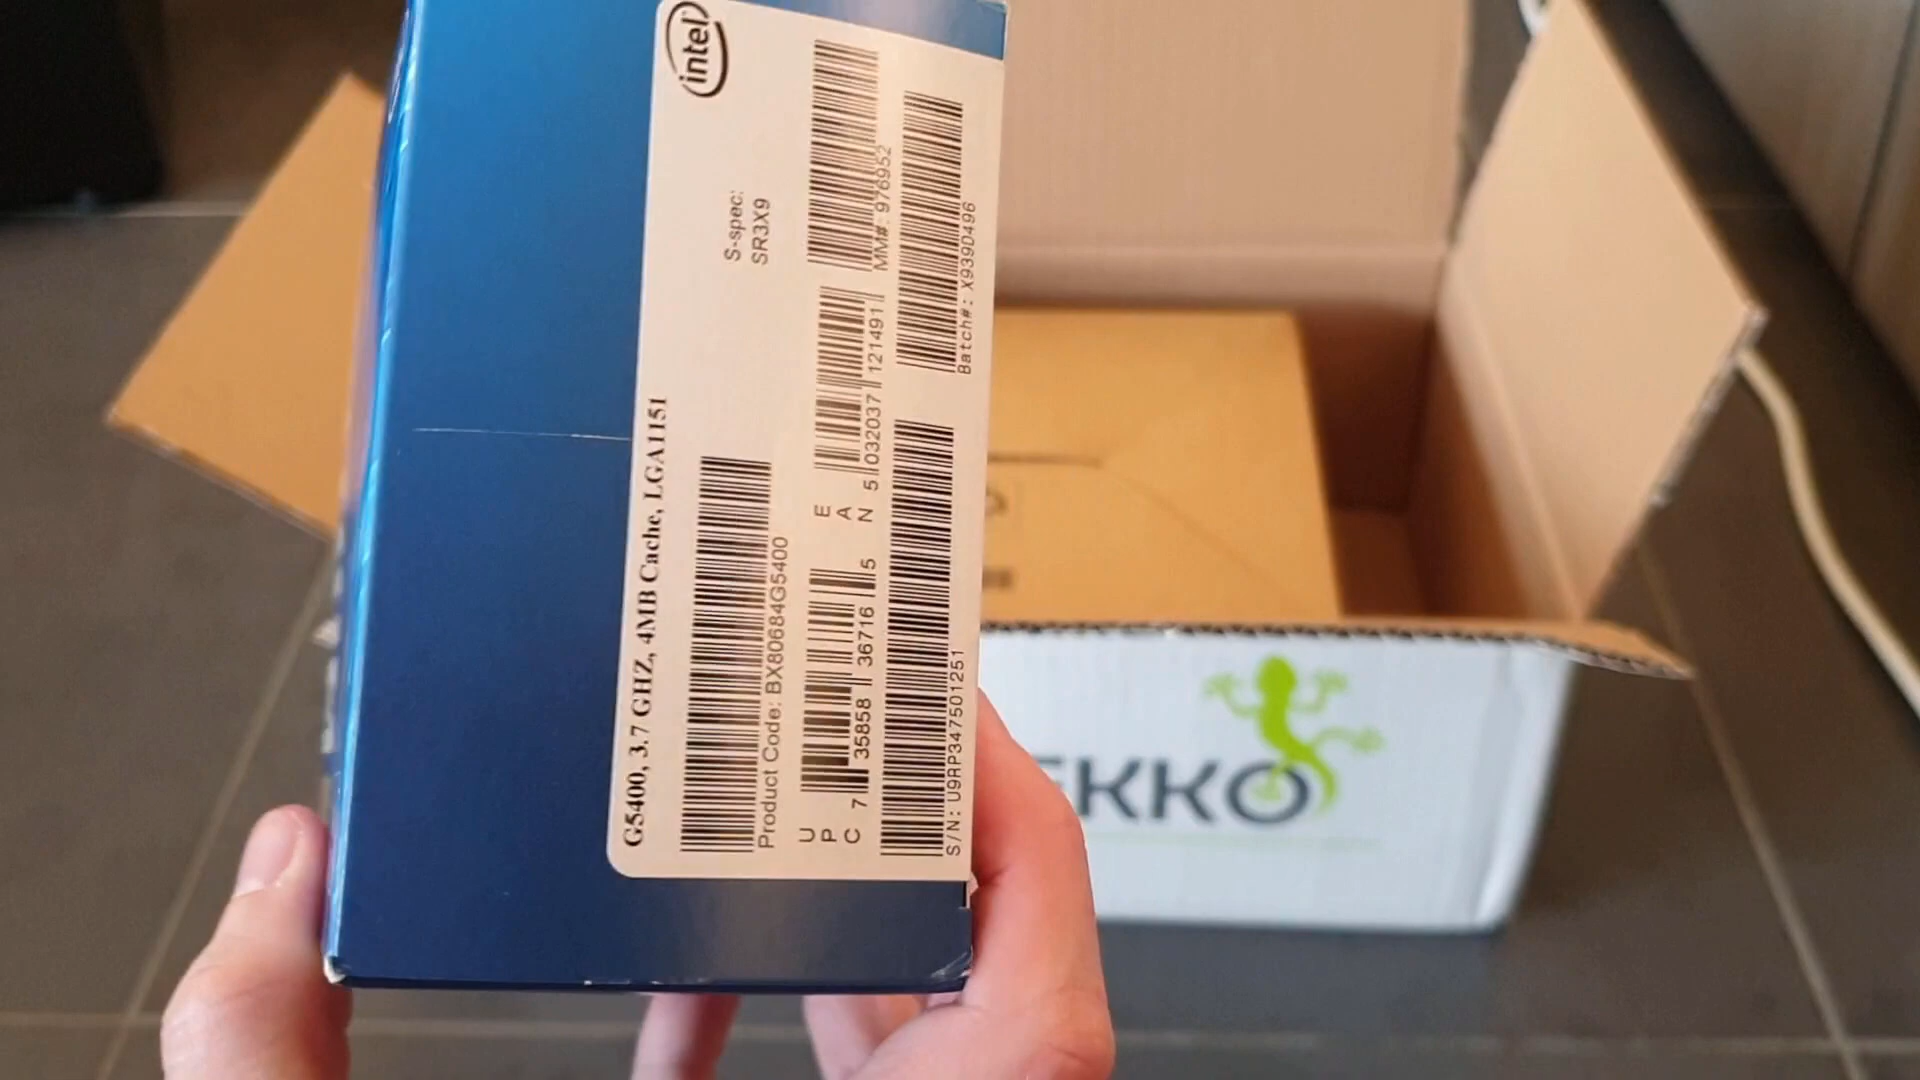 intel
G5400, 3.7 GHZ, 4MB Cache, LGA1151
S-spec:
SR3X9
Product Code: BX80684G5400
MM#: 976952
UPC
7 35858 36716 5
EAN
5 032037 121491
Batch#: X939O496
S/N: U9RP347501251
EKKO